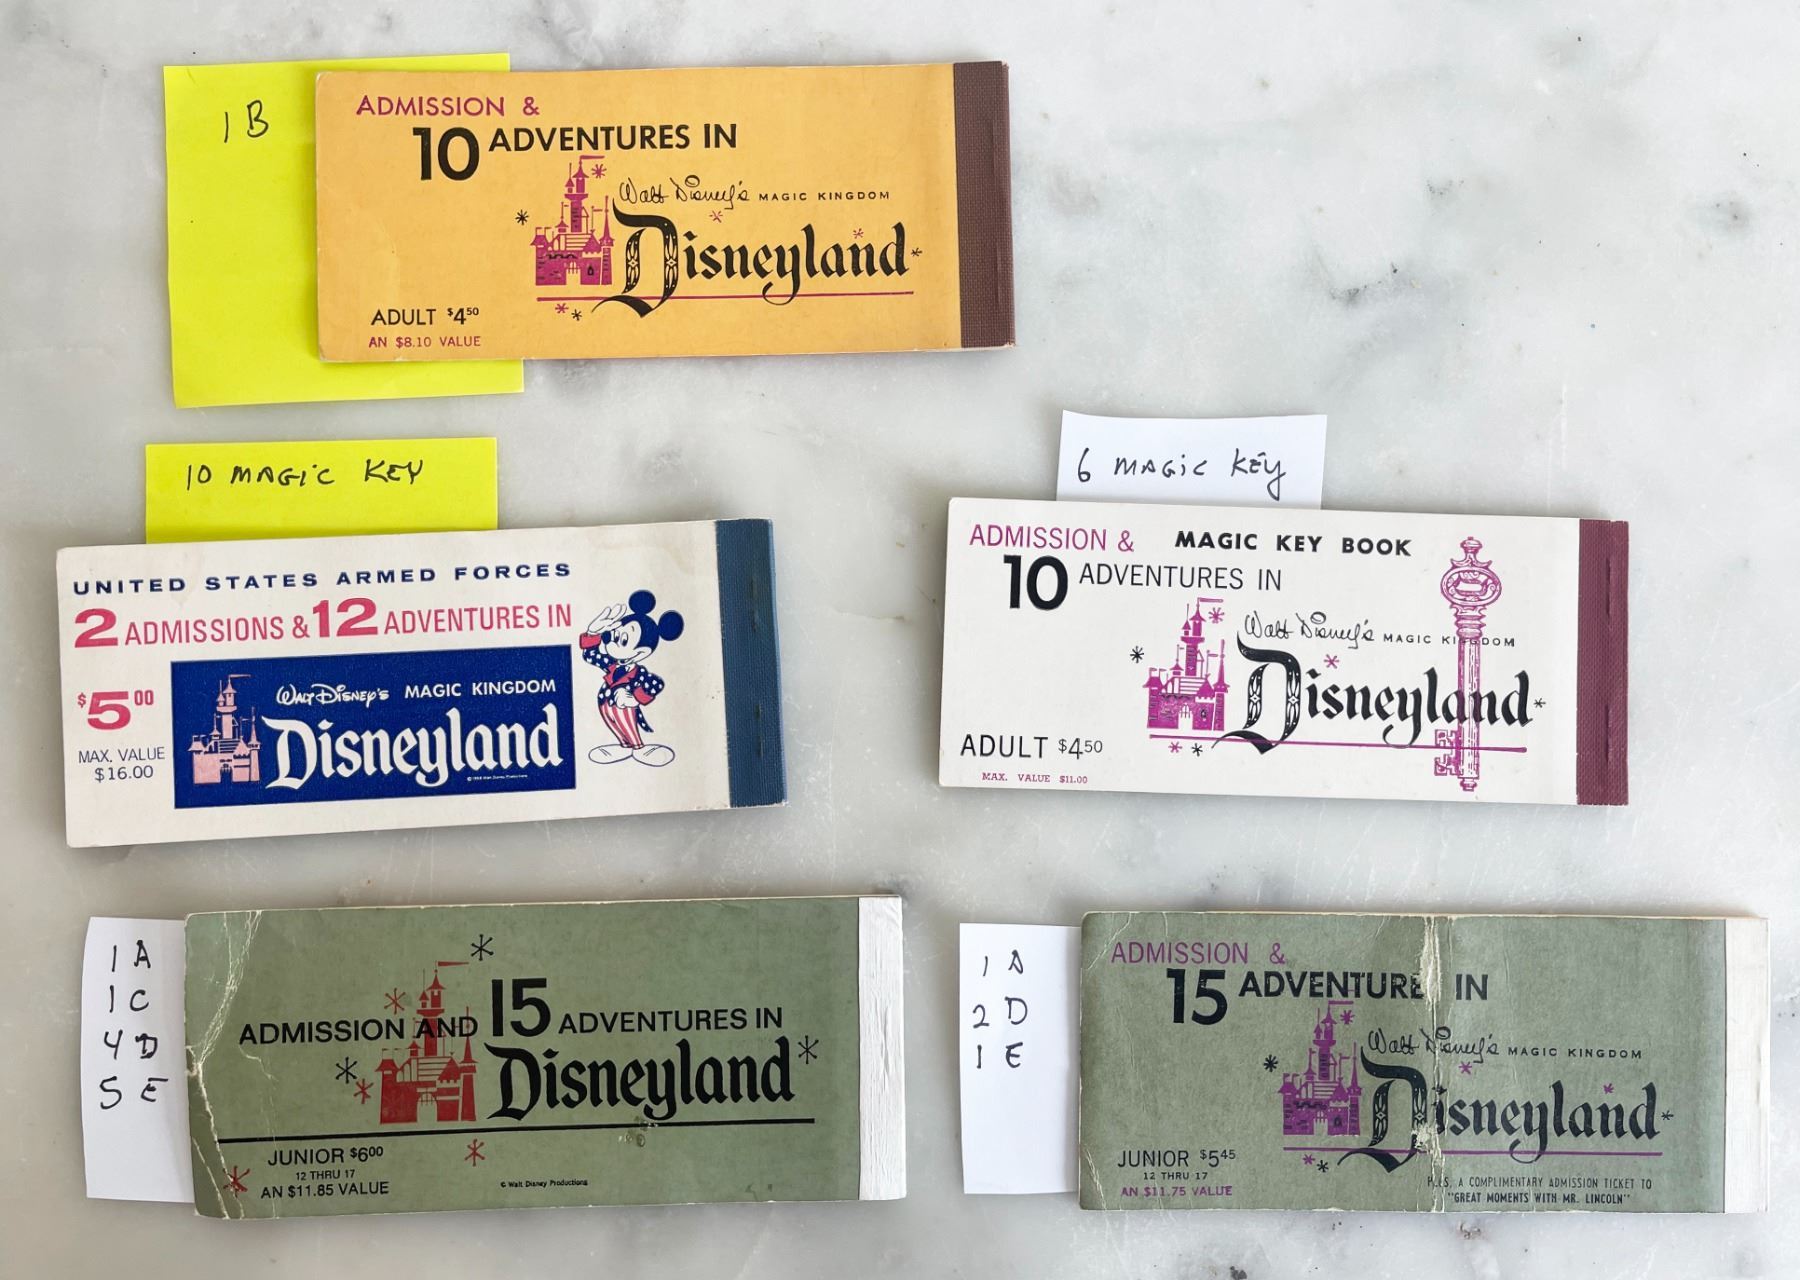 1 B
ADMISSION &
10 ADVENTURES IN
Walt Disney's MAGIC KINGDOM
Disneyland
ADULT $4.50
AN $8.10 VALUE
10 MAGIC KEY
UNITED STATES ARMED FORCES
2 ADMISSIONS & 12 ADVENTURES IN
$5.00
MAX. VALUE
$16.00
WALT DISNEY'S MAGIC KINGDOM
Disneyland
6 MAGIC KEY
ADMISSION & MAGIC KEY BOOK
10 ADVENTURES IN
Walt Disney's MAGIC KINGDOM
Disneyland
ADULT $4.50
MAX. VALUE $11.00
1 A
1 C
4 D
5 E
ADMISSION AND 15 ADVENTURES IN
Disneyland
JUNIOR $6.00
12 THRU 17
AN $11.85 VALUE
© Walt Disney Productions
1 A
2 D
1 E
ADMISSION &
15 ADVENTURE IN
Walt Disney's MAGIC KINGDOM
Disneyland
JUNIOR $5.45
12 THRU 17
AN $11.75 VALUE
A COMPLIMENTARY ADMISSION TICKET TO
"GREAT MOMENTS WITH MR. LINCOLN"